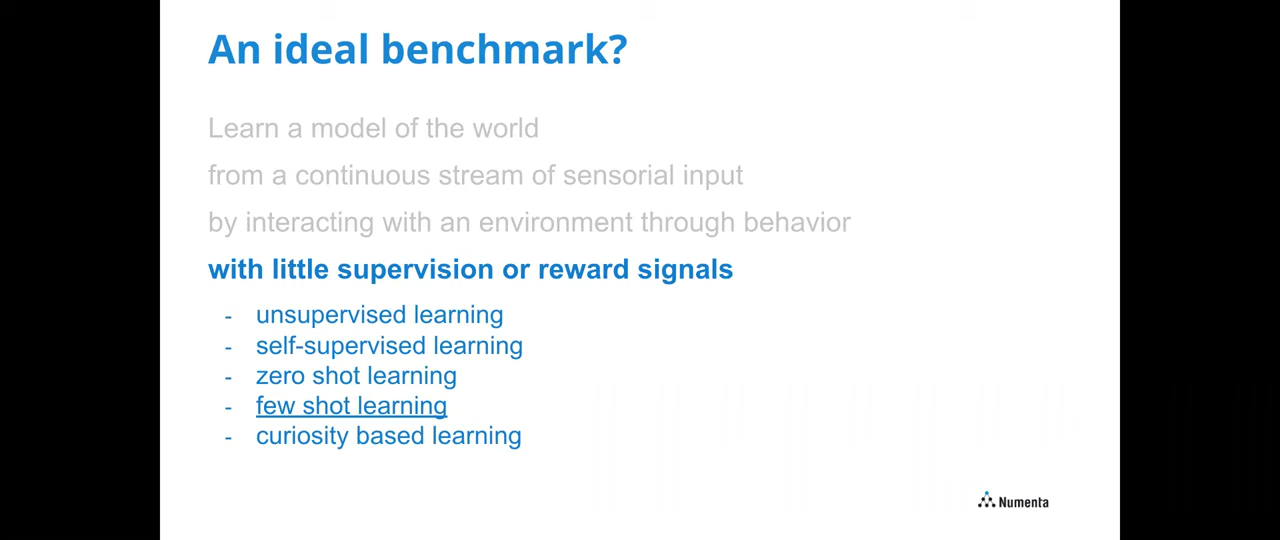 An ideal benchmark?
Learn a model of the world
from a continuous stream of sensorial input
by interacting with an environment through behavior
with little supervision or reward signals
- unsupervised learning
- self-supervised learning
- zero shot learning
- few shot learning
- curiosity based learning
Numenta